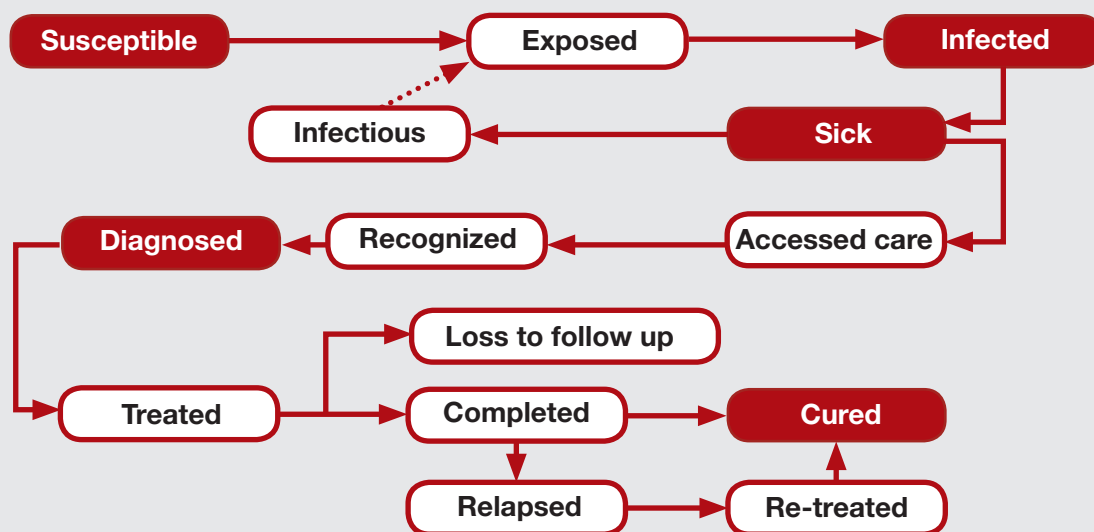 Susceptible
Exposed
Infected
Infectious
Sick
Diagnosed
Recognized
Accessed care
Loss to follow up
Treated
Completed
Cured
Relapsed
Re-treated